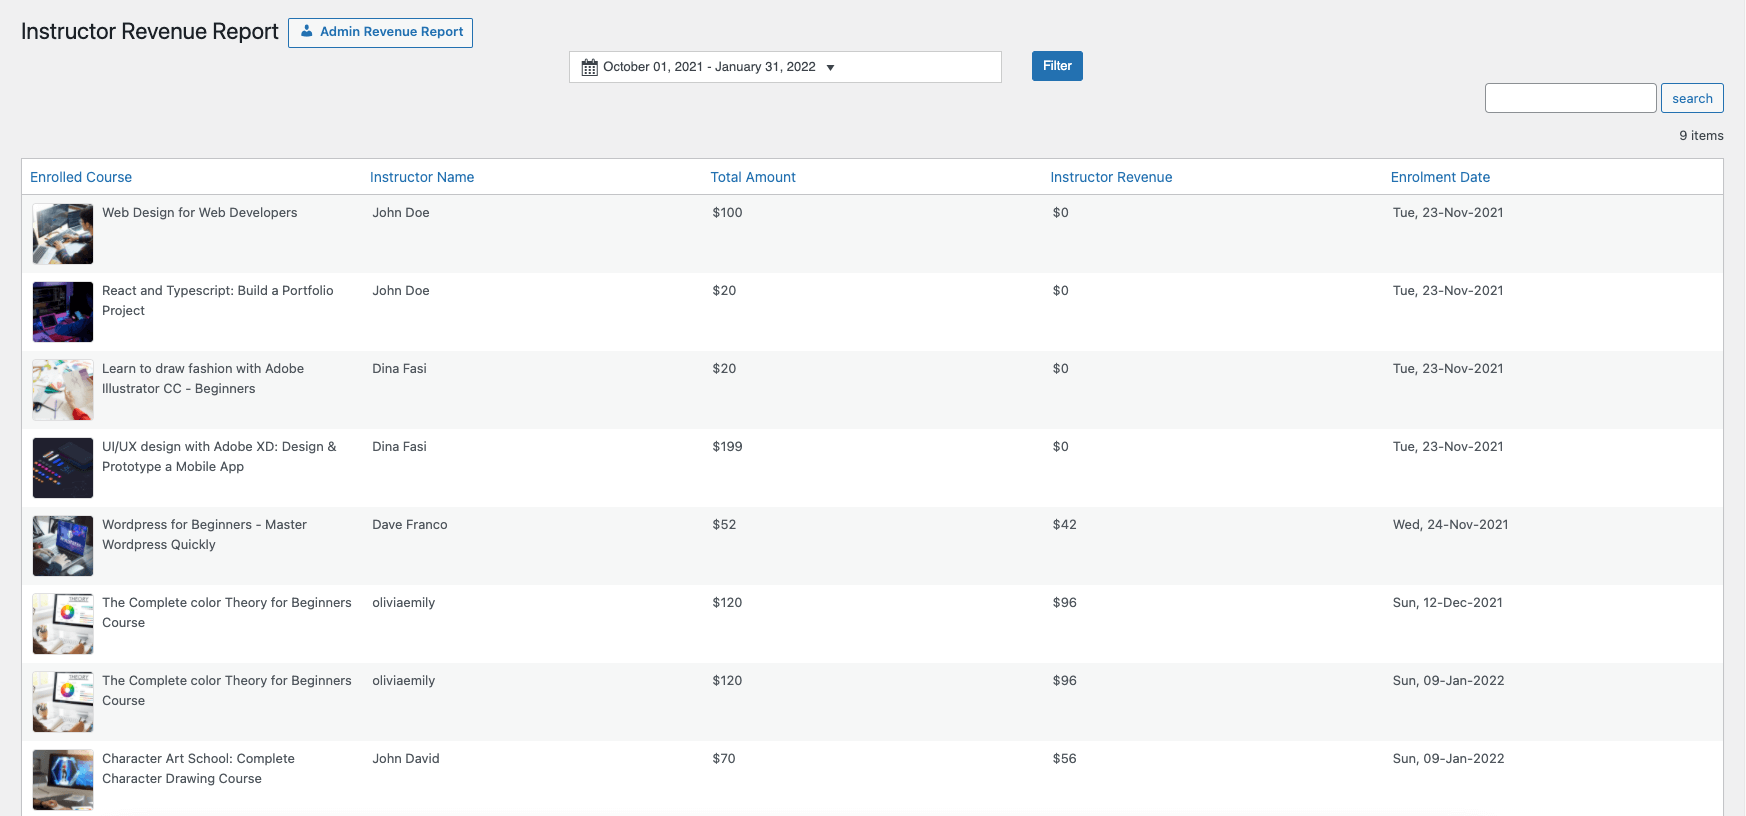 Instructor Revenue Report
Admin Revenue Report
October 01, 2021 - January 31, 2022
Filter
search
9 items
Enrolled Course Instructor Name Total Amount Instructor Revenue Enrolment Date
Web Design for Web Developers John Doe $100 $0 Tue, 23-Nov-2021
React and Typescript: Build a Portfolio John Doe $20 $0 Tue, 23-Nov-2021
Project
Learn to draw fashion with Adobe Dina Fasi $20 $0 Tue, 23-Nov-2021
Illustrator CC - Beginners
UI/UX design with Adobe XD: Design & Dina Fasi $199 $0 Tue, 23-Nov-2021
Prototype a Mobile App
Wordpress for Beginners - Master Dave Franco $52 $42 Wed, 24-Nov-2021
Wordpress Quickly
The Complete color Theory for Beginners oliviaemily $120 $96 Sun, 12-Dec-2021
Course
The Complete color Theory for Beginners oliviaemily $120 $96 Sun, 09-Jan-2022
Course
Character Art School: Complete John David $70 $56 Sun, 09-Jan-2022
Character Drawing Course